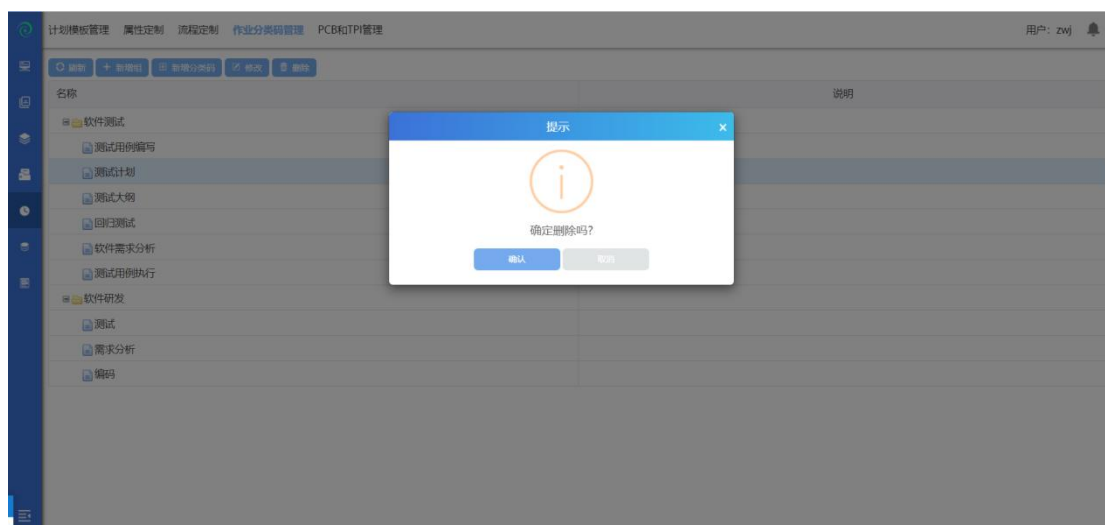 计划模板管理 属性定制 流程定制 作业分类码管理 PCB和TPI管理 用户：zwj
刷新 新增组 新增分类码 修改 删除
名称 说明
软件测试
测试用例编写
测试计划
测试大纲
回归测试
软件需求分析
测试用例执行
软件研发
测试
需求分析
编码
提示
确定删除吗？
确认 取消